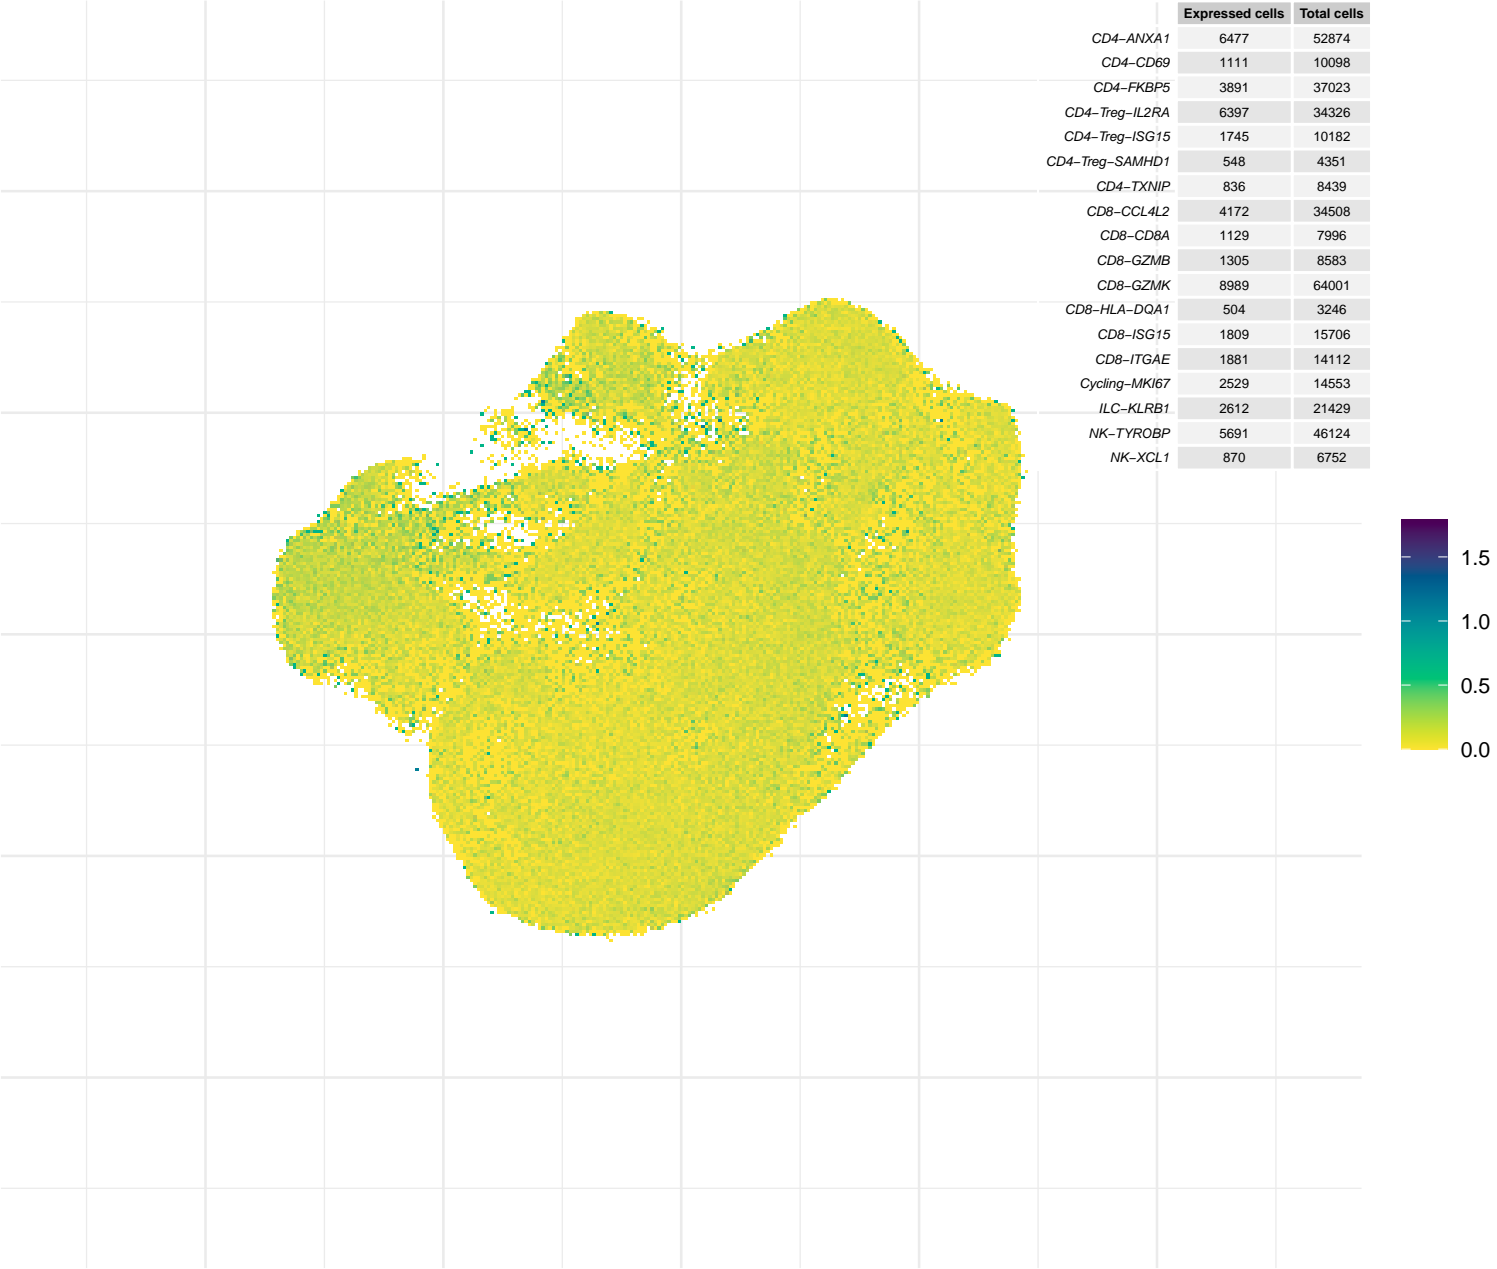 Expressed cells Total cells
CD4−ANXA1 6477 52874
CD4−CD69 1111 10098
CD4−FKBP5 3891 37023
CD4−Treg−IL2RA 6397 34326
CD4−Treg−ISG15 1745 10182
CD4−Treg−SAMHD1 548 4351
CD4−TXNIP 836 8439
CD8−CCL4L2 4172 34508
CD8−CD8A 1129 7996
CD8−GZMB 1305 8583
CD8−GZMK 8989 64001
CD8−HLA−DQA1 504 3246
CD8−ISG15 1809 15706
CD8−ITGAE 1881 14112
Cycling−MKI67 2529 14553
ILC−KLRB1 2612 21429
NK−TYROBP 5691 46124
NK−XCL1 870 6752
1.5
1.0
0.5
0.0